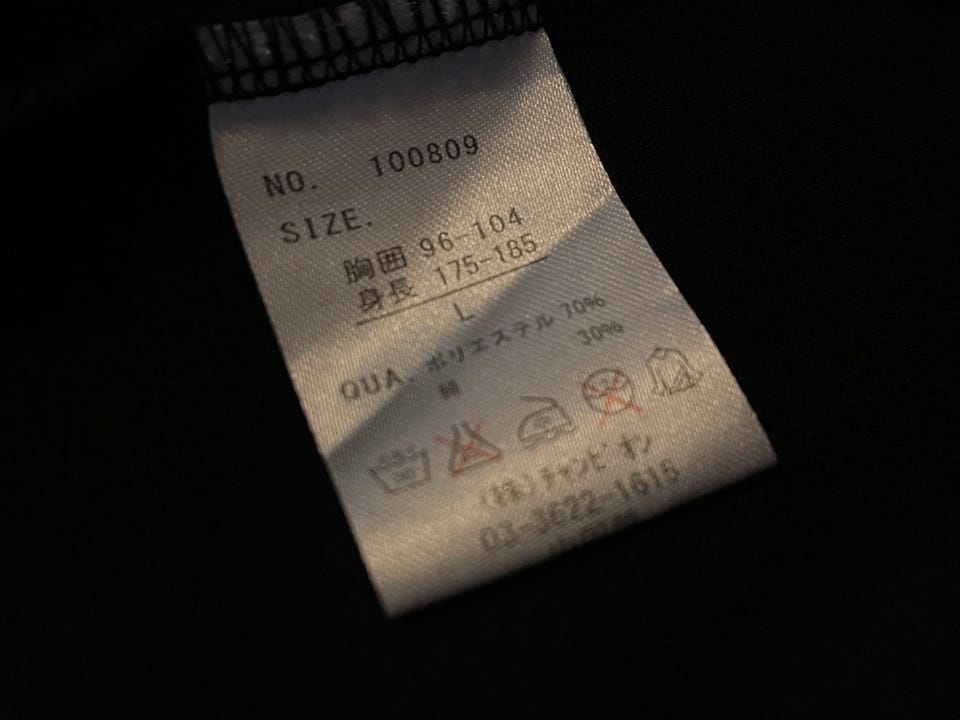 NO. 100809
SIZE.
胸囲 96-104
身長 175-185
L
QUA. ポリエステル 70%
綿 30%
(株)チャンピオン
03-3622-1615